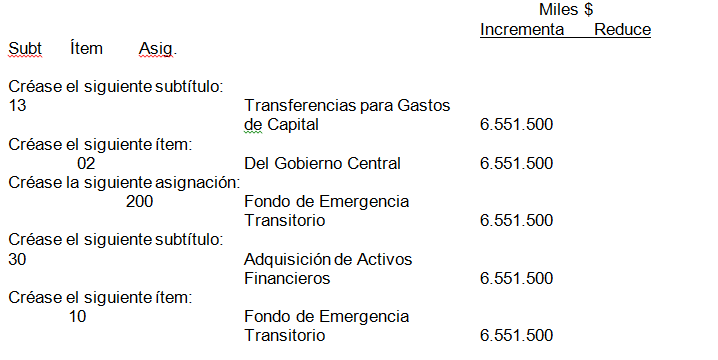 Miles $
Incrementa Reduce
Subt Ítem Asig.
Créase el siguiente subtítulo:
13 Transferencias para Gastos
de Capital 6.551.500
Créase el siguiente ítem:
02 Del Gobierno Central 6.551.500
Créase la siguiente asignación:
200 Fondo de Emergencia
Transitorio 6.551.500
Créase el siguiente subtítulo:
30 Adquisición de Activos
Financieros 6.551.500
Créase el siguiente ítem:
10 Fondo de Emergencia
Transitorio 6.551.500